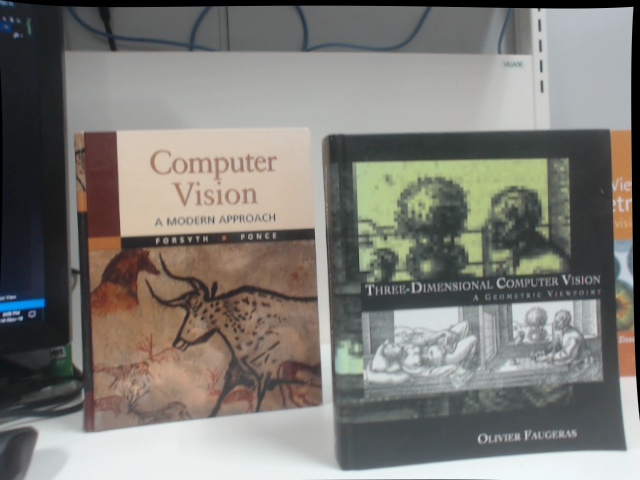 Computer
Vision
A MODERN APPROACH
FORSYTH PONCE
THREE-DIMENSIONAL COMPUTER VISION
A GEOMETRIC VIEWPOINT
OLIVIER FAUGERAS